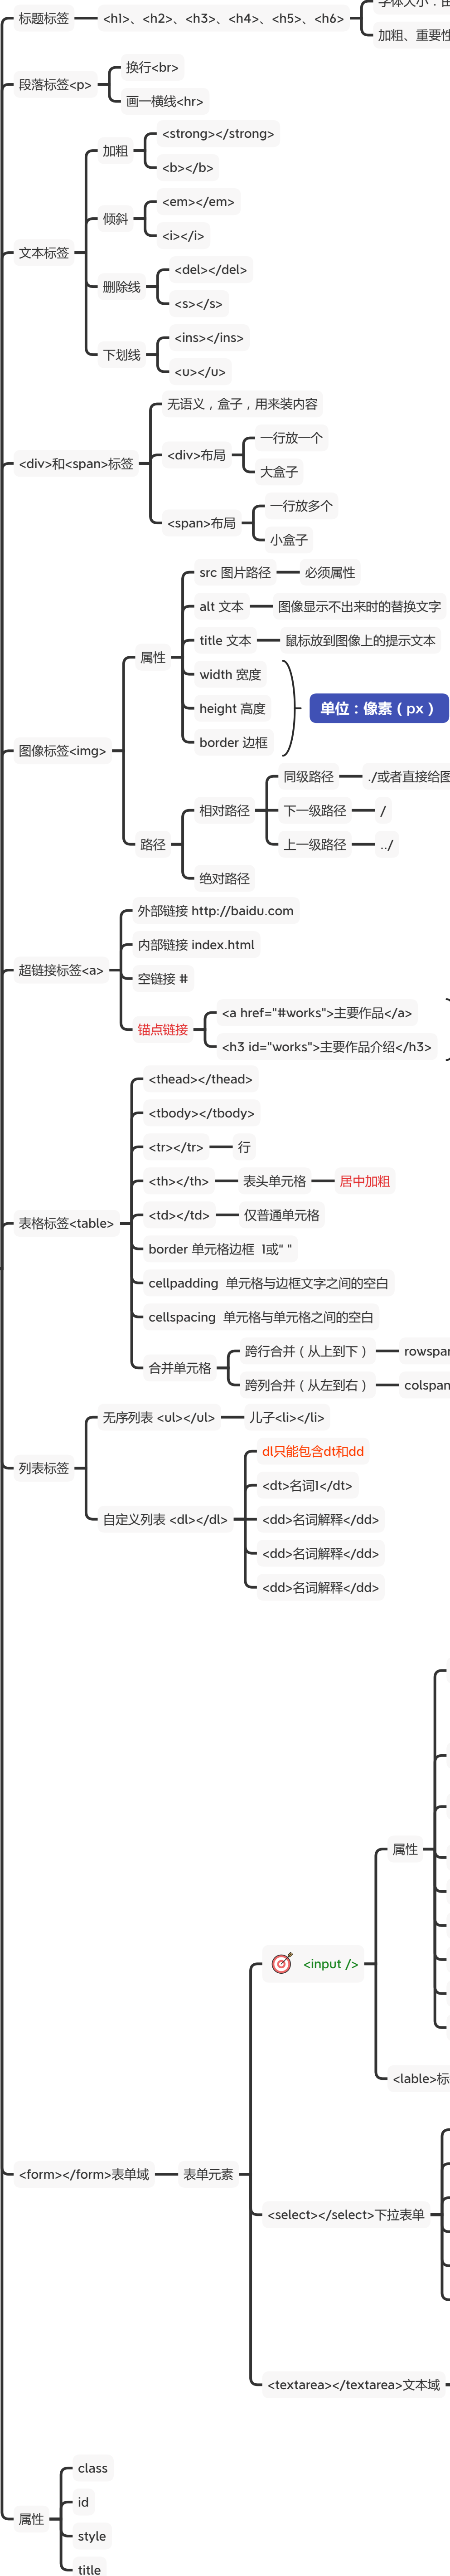 字体大小：由
标题标签
<h1>、<h2>、<h3>、<h4>、<h5>、<h6>
加粗、重要性
段落标签<p>
换行<br>
画一横线<hr>
文本标签
加粗
<strong></strong>
<b></b>
倾斜
<em></em>
<i></i>
删除线
<del></del>
<s></s>
下划线
<ins></ins>
<u></u>
<div>和<span>标签
无语义，盒子，用来装内容
<div>布局
一行放一个
大盒子
<span>布局
一行放多个
小盒子
图像标签<img>
属性
src 图片路径
必须属性
alt 文本
图像显示不出来时的替换文字
title 文本
鼠标放到图像上的提示文本
width 宽度
height 高度
border 边框
单位：像素（px）
路径
相对路径
同级路径
./或者直接给图
下一级路径
/
上一级路径
../
绝对路径
超链接标签<a>
外部链接 http://baidu.com
内部链接 index.html
空链接 #
锚点链接
<a href="#works">主要作品</a>
<h3 id="works">主要作品介绍</h3>
表格标签<table>
<thead></thead>
<tbody></tbody>
<tr></tr>
行
<th></th>
表头单元格
居中加粗
<td></td>
仅普通单元格
border 单元格边框 1或" "
cellpadding 单元格与边框文字之间的空白
cellspacing 单元格与单元格之间的空白
合并单元格
跨行合并（从上到下）
rowspan
跨列合并（从左到右）
colspan
列表标签
无序列表 <ul></ul>
儿子<li></li>
自定义列表 <dl></dl>
dl只能包含dt和dd
<dt>名词1</dt>
<dd>名词解释</dd>
<dd>名词解释</dd>
<dd>名词解释</dd>
<form></form>表单域
表单元素
<input />
属性
<lable>标
<select></select>下拉表单
<textarea></textarea>文本域
属性
class
id
style
title